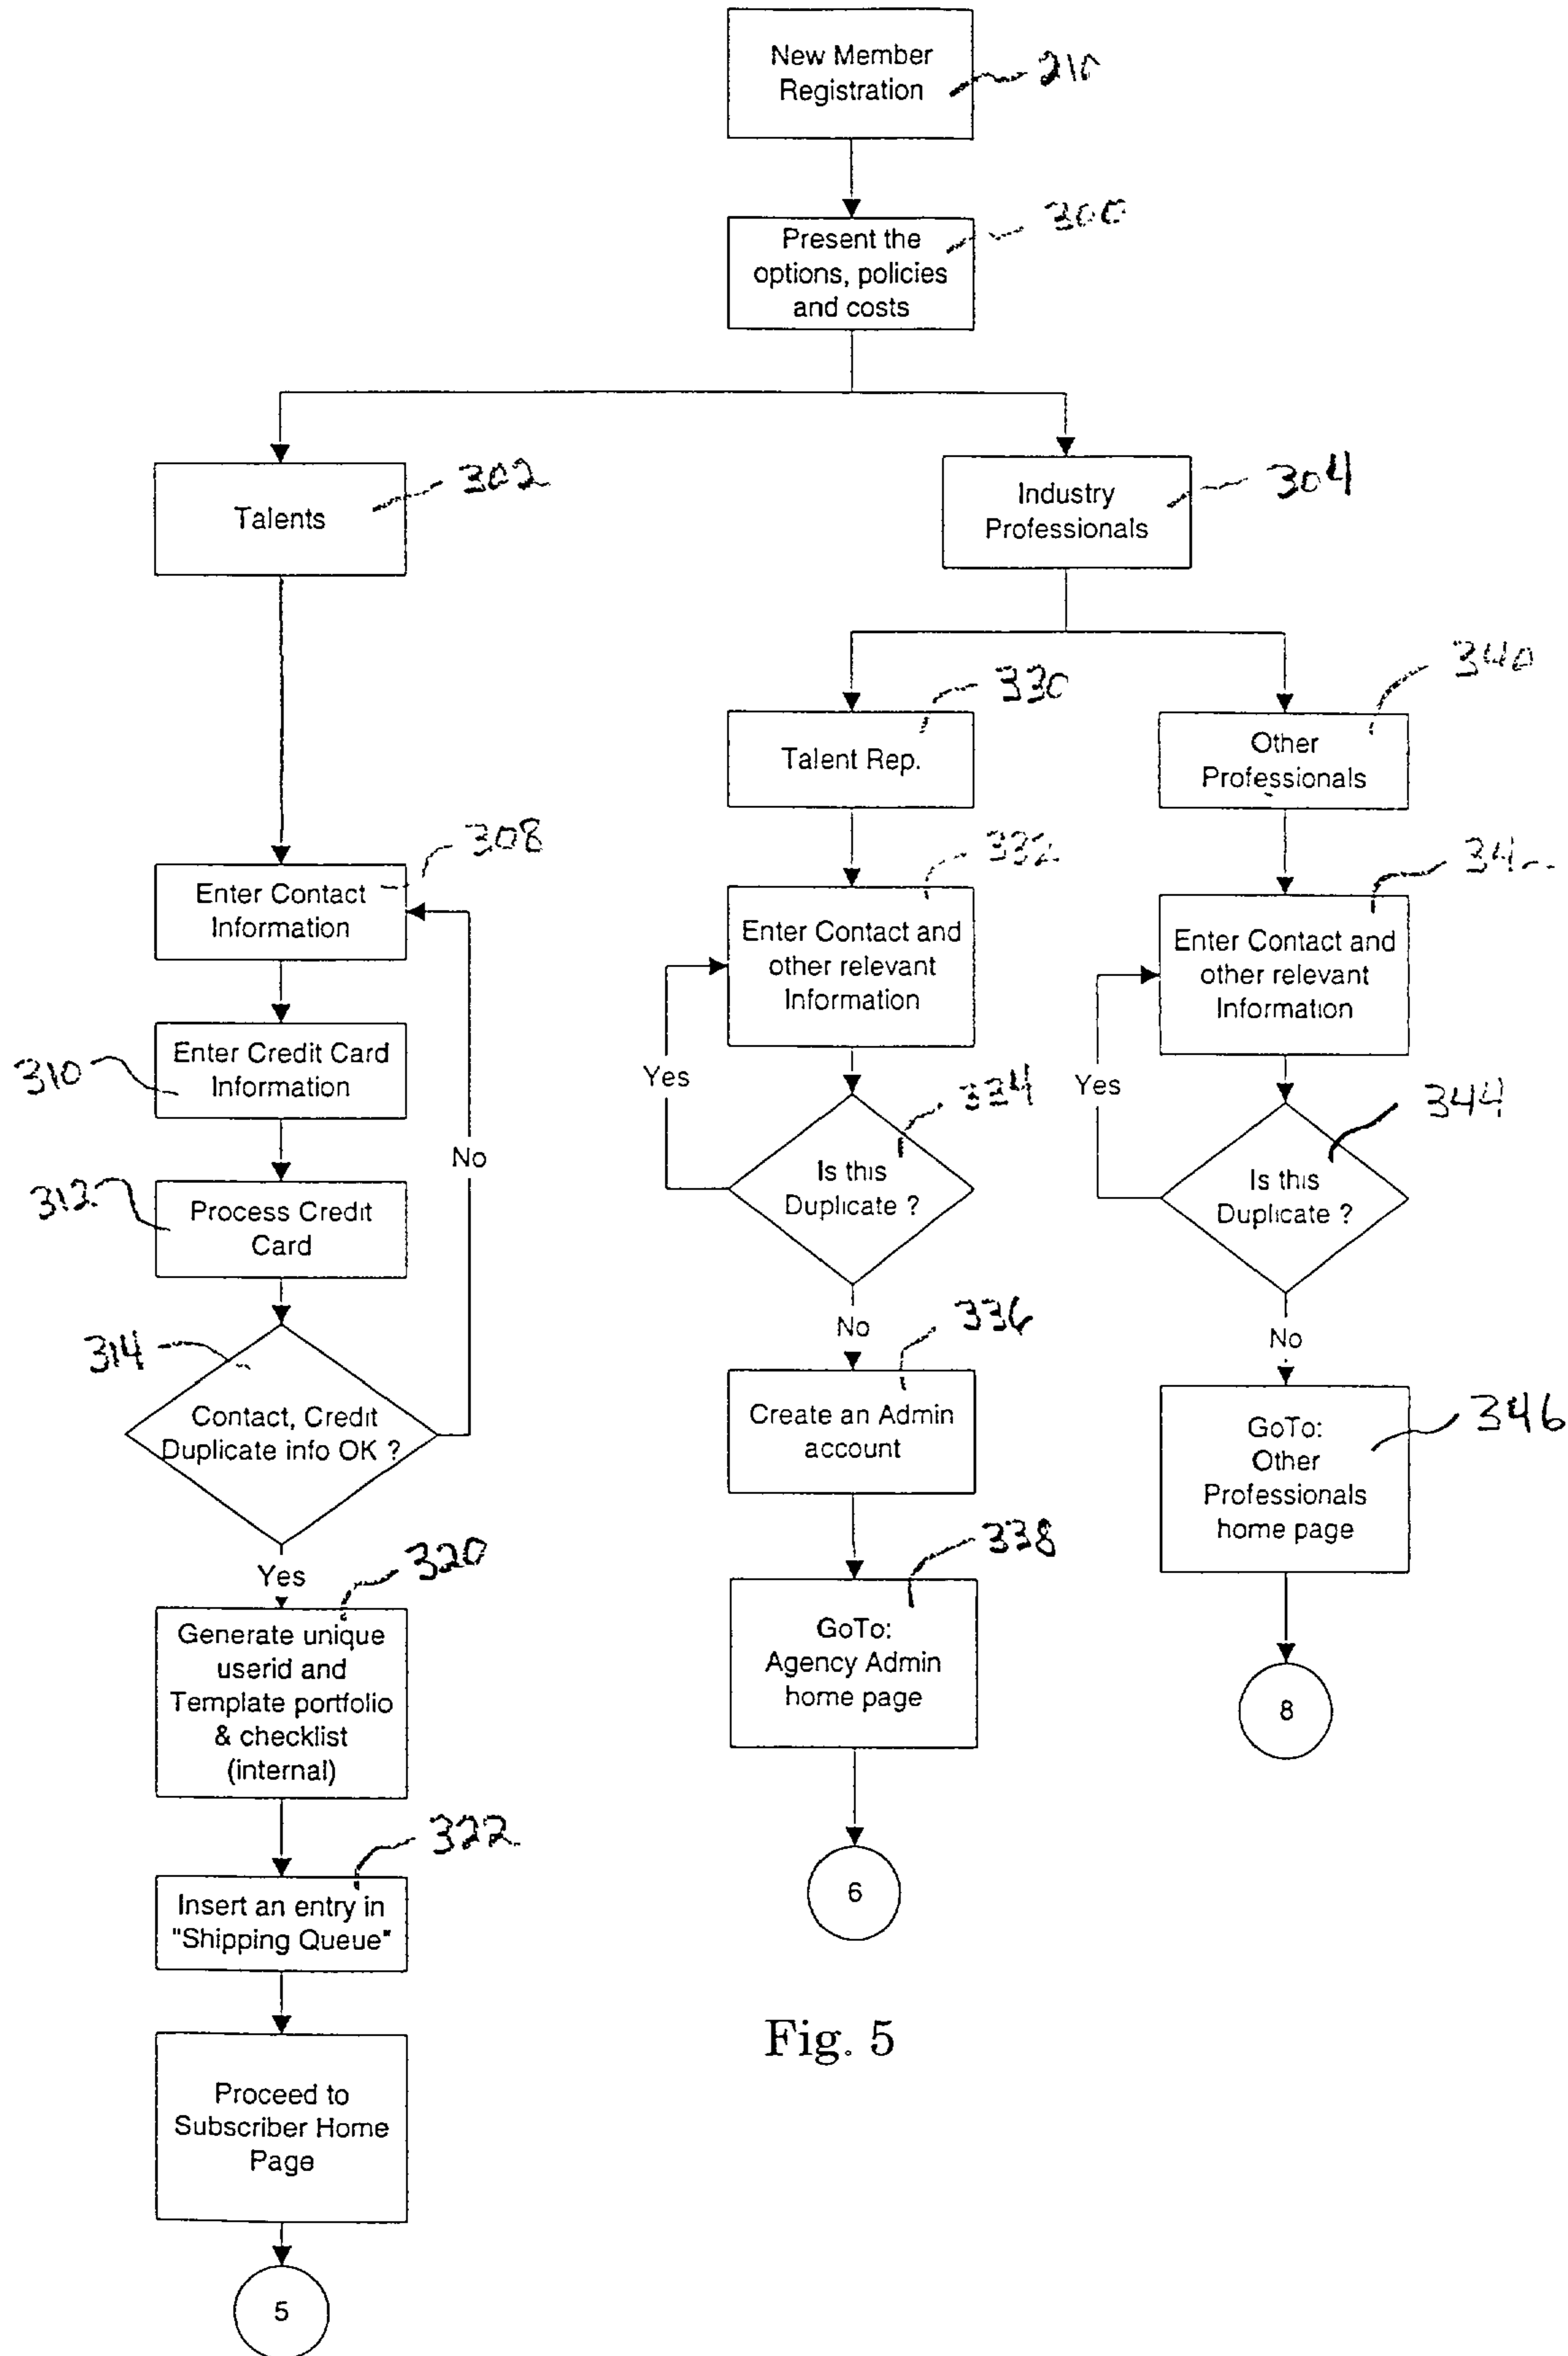 New Member
Registration
210
300
Present the
options, policies
and costs
302
Talents
304
Industry
Professionals
330
Talent Rep.
340
Other
Professionals
308
Enter Contact
Information
310
Enter Credit Card
Information
312
Process Credit
Card
No
314
Contact, Credit
Duplicate info OK ?
Yes
320
Generate unique
userid and
Template portfolio
& checklist
(internal)
322
Insert an entry in
"Shipping Queue"
Proceed to
Subscriber Home
Page
5
332
Enter Contact and
other relevant
Information
Yes
334
Is this
Duplicate ?
No
336
Create an Admin
account
338
GoTo:
Agency Admin
home page
6
Enter Contact and
other relevant
Information
Yes
344
Is this
Duplicate ?
No
346
GoTo:
Other
Professionals
home page
8
Fig. 5